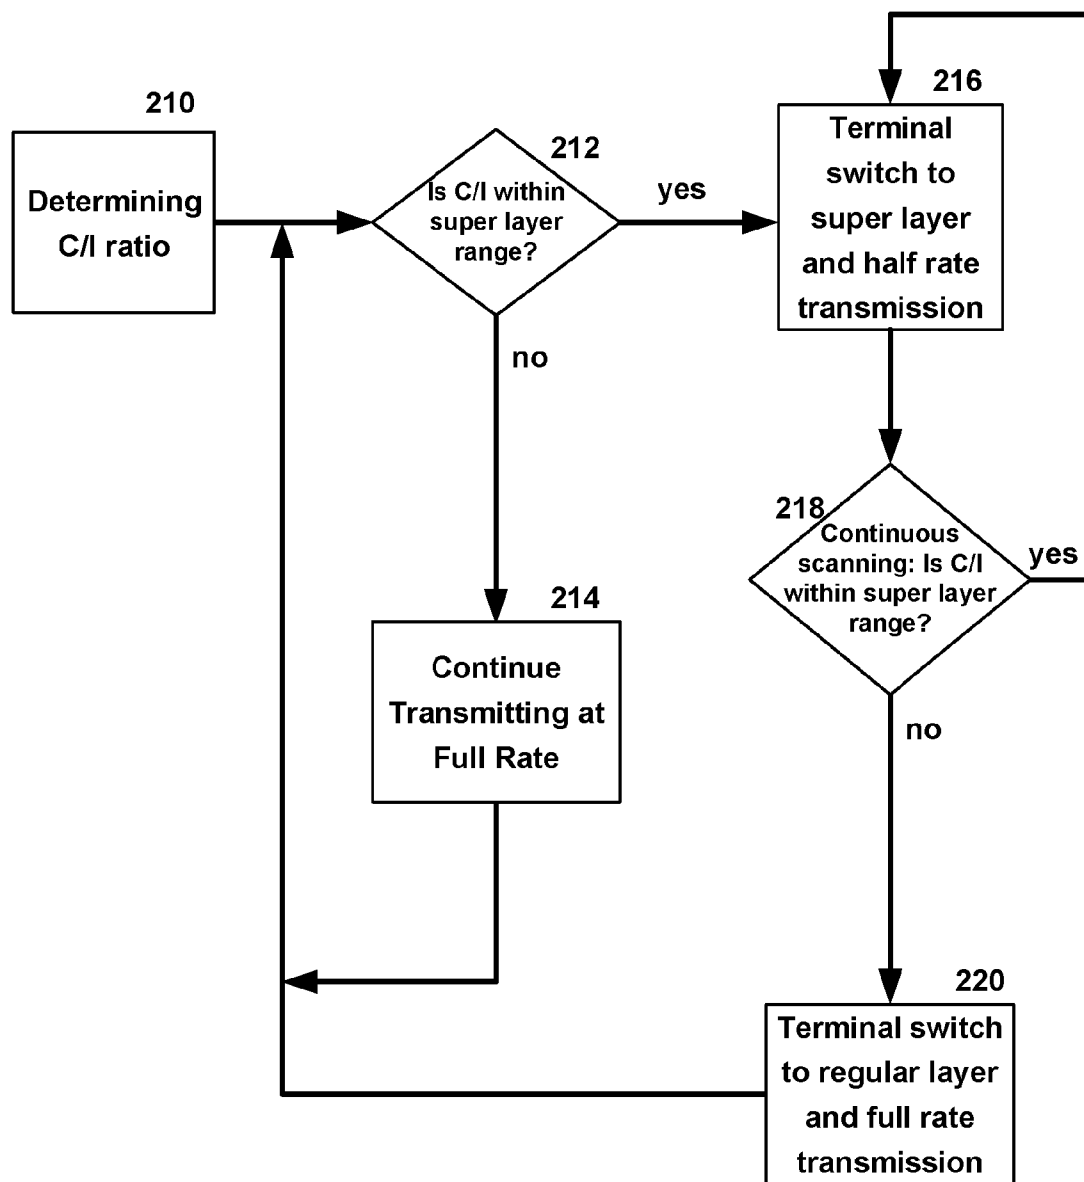 210
Determining
C/I ratio
212
Is C/I within
super layer
range?
yes
no
216
Terminal
switch to
super layer
and half rate
transmission
218
Continuous
scanning: Is C/I
within super layer
range?
yes
no
214
Continue
Transmitting at
Full Rate
220
Terminal switch
to regular layer
and full rate
transmission